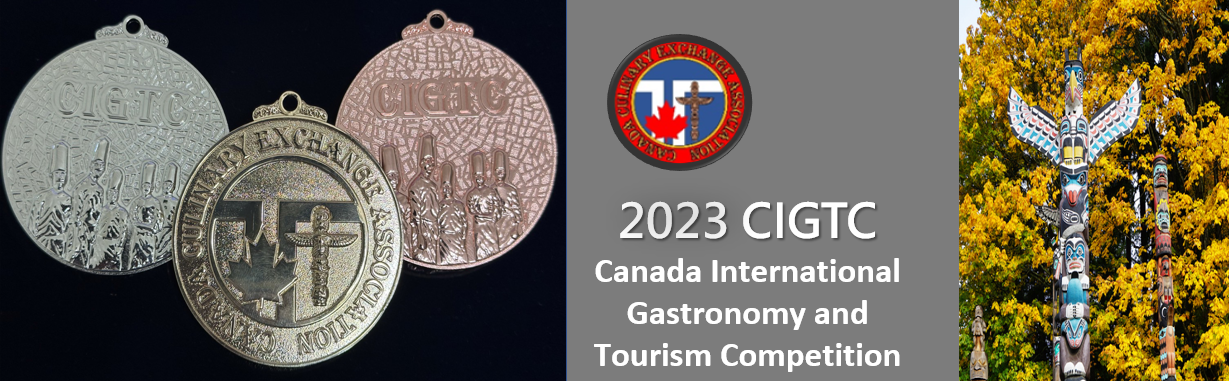 CIGTC
CIGTC
CANADA CULINARY EXCHANGE ASSOCIATION
CANADA CULINARY EXCHANGE ASSOCIATION
2023 CIGTC
Canada International
Gastronomy and
Tourism Competition